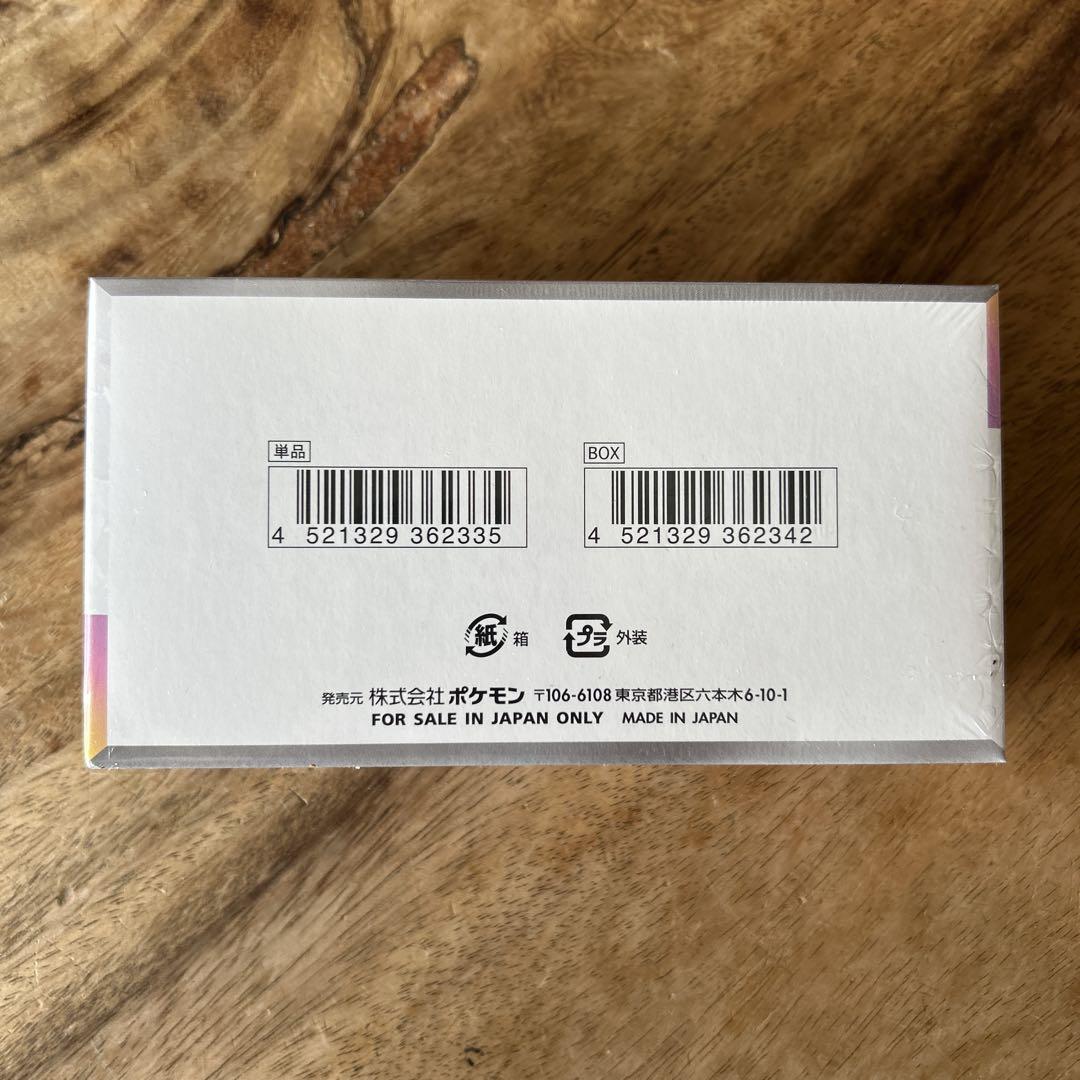 単品
4 521329 362335
BOX
4 521329 362342
紙 箱 プラ 外装
発売元 株式会社 ポケモン 〒106-6108 東京都港区六本木6-10-1
FOR SALE IN JAPAN ONLY MADE IN JAPAN